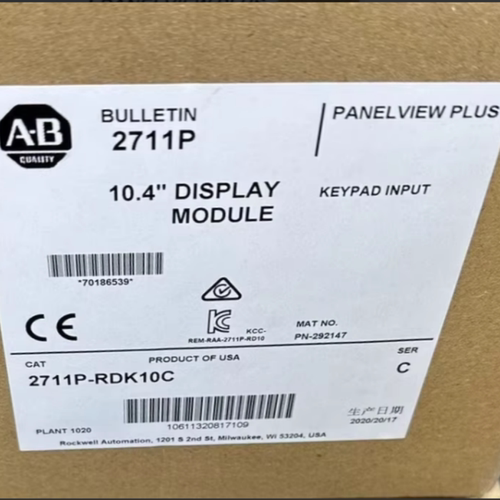 A-B
QUALITY
BULLETIN
2711P
PANELVIEW PLUS
10.4" DISPLAY
MODULE
KEYPAD INPUT
*70186539*
KCC-
REM-RAA-2711P-RD10
MAT NO.
PN-292147
CE
PRODUCT OF USA
CAT
2711P-RDK10C
SER
C
10611320817109
生产日期
2020/20/17
PLANT 1020
Rockwell Automation, 1201 S 2nd St, Milwaukee, WI 53204, USA